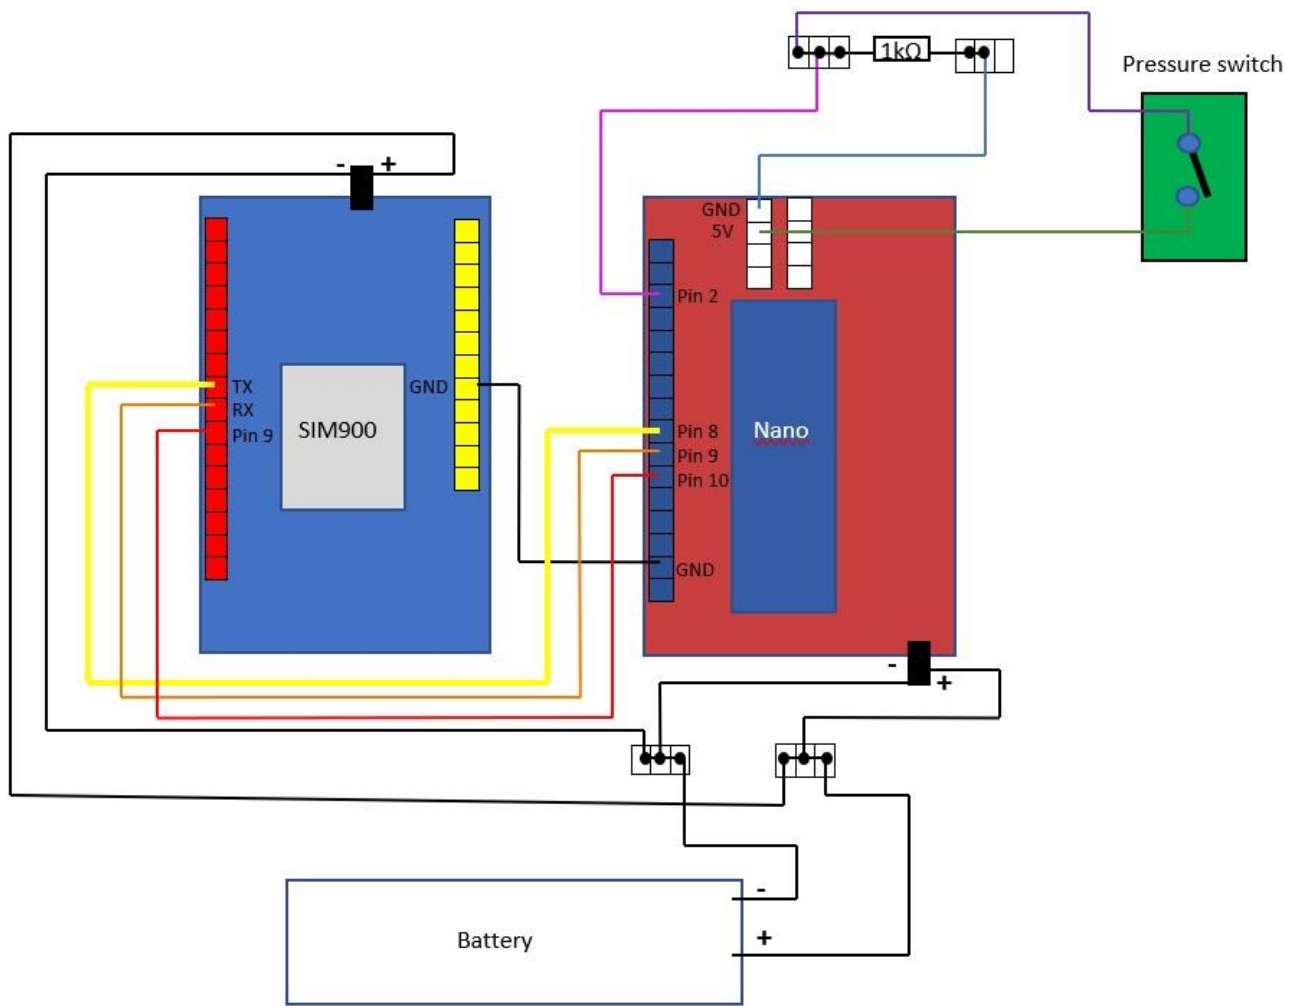 1kΩ
Pressure switch
- +
GND
5V
Pin 2
TX
RX
Pin 9
SIM900
GND
Pin 8
Pin 9
Pin 10
Nano
GND
-
+
-
+
Battery